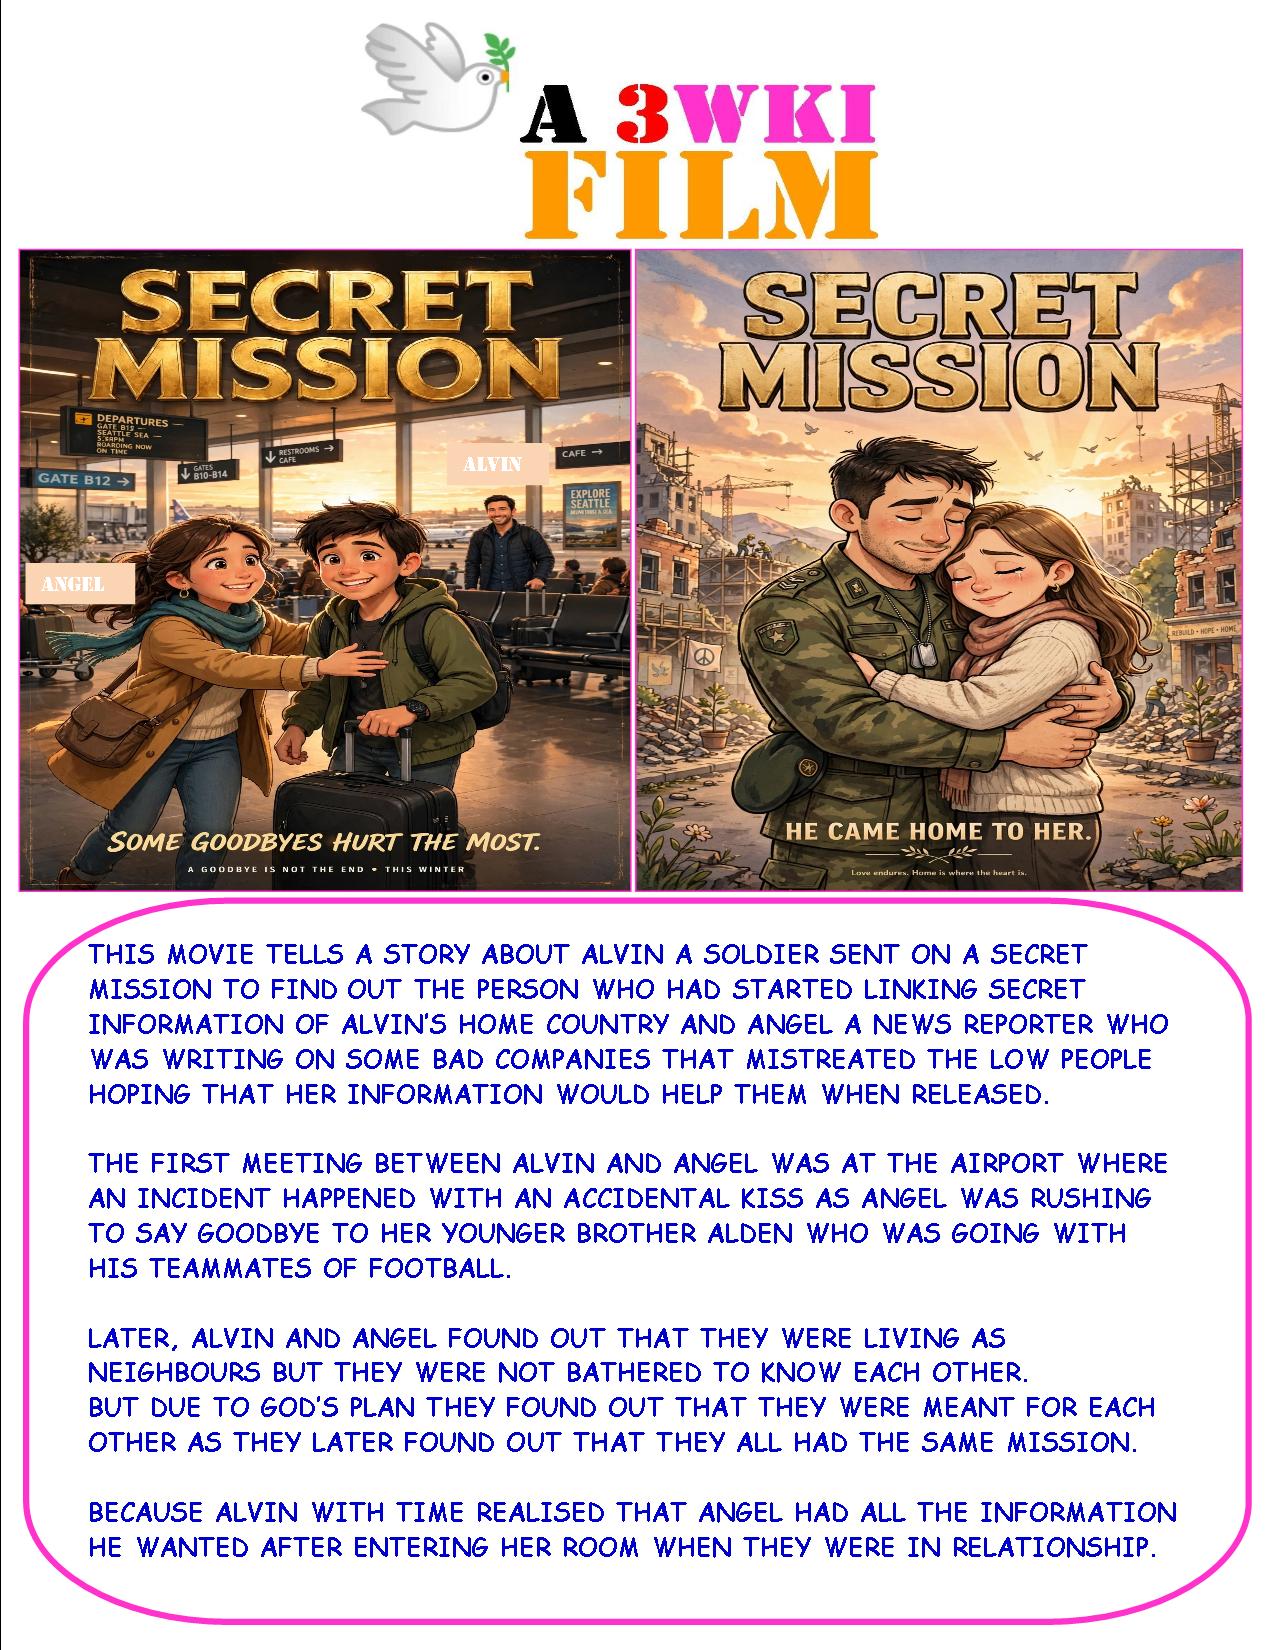 A 3WKI
FILM
SECRET
MISSION
DEPARTURES
GATE B12
SEATTLE SEA
BOARDING NOW
ON TIME
GATE B12 →
↓ GATES
B10-B14
↓ RESTROOMS →
CAFE
ALVIN
CAFE →
EXPLORE
SEATTLE
ANGEL
SOME GOODBYES HURT THE MOST.
A GOODBYE IS NOT THE END • THIS WINTER
SECRET
MISSION
REBUILD • HOPE • HOME
HE CAME HOME TO HER.
Love endures. Home is where the heart is.
THIS MOVIE TELLS A STORY ABOUT ALVIN A SOLDIER SENT ON A SECRET
MISSION TO FIND OUT THE PERSON WHO HAD STARTED LINKING SECRET
INFORMATION OF ALVIN'S HOME COUNTRY AND ANGEL A NEWS REPORTER WHO
WAS WRITING ON SOME BAD COMPANIES THAT MISTREATED THE LOW PEOPLE
HOPING THAT HER INFORMATION WOULD HELP THEM WHEN RELEASED.
THE FIRST MEETING BETWEEN ALVIN AND ANGEL WAS AT THE AIRPORT WHERE
AN INCIDENT HAPPENED WITH AN ACCIDENTAL KISS AS ANGEL WAS RUSHING
TO SAY GOODBYE TO HER YOUNGER BROTHER ALDEN WHO WAS GOING WITH
HIS TEAMMATES OF FOOTBALL.
LATER, ALVIN AND ANGEL FOUND OUT THAT THEY WERE LIVING AS
NEIGHBOURS BUT THEY WERE NOT BATHERED TO KNOW EACH OTHER.
BUT DUE TO GOD'S PLAN THEY FOUND OUT THAT THEY WERE MEANT FOR EACH
OTHER AS THEY LATER FOUND OUT THAT THEY ALL HAD THE SAME MISSION.
BECAUSE ALVIN WITH TIME REALISED THAT ANGEL HAD ALL THE INFORMATION
HE WANTED AFTER ENTERING HER ROOM WHEN THEY WERE IN RELATIONSHIP.